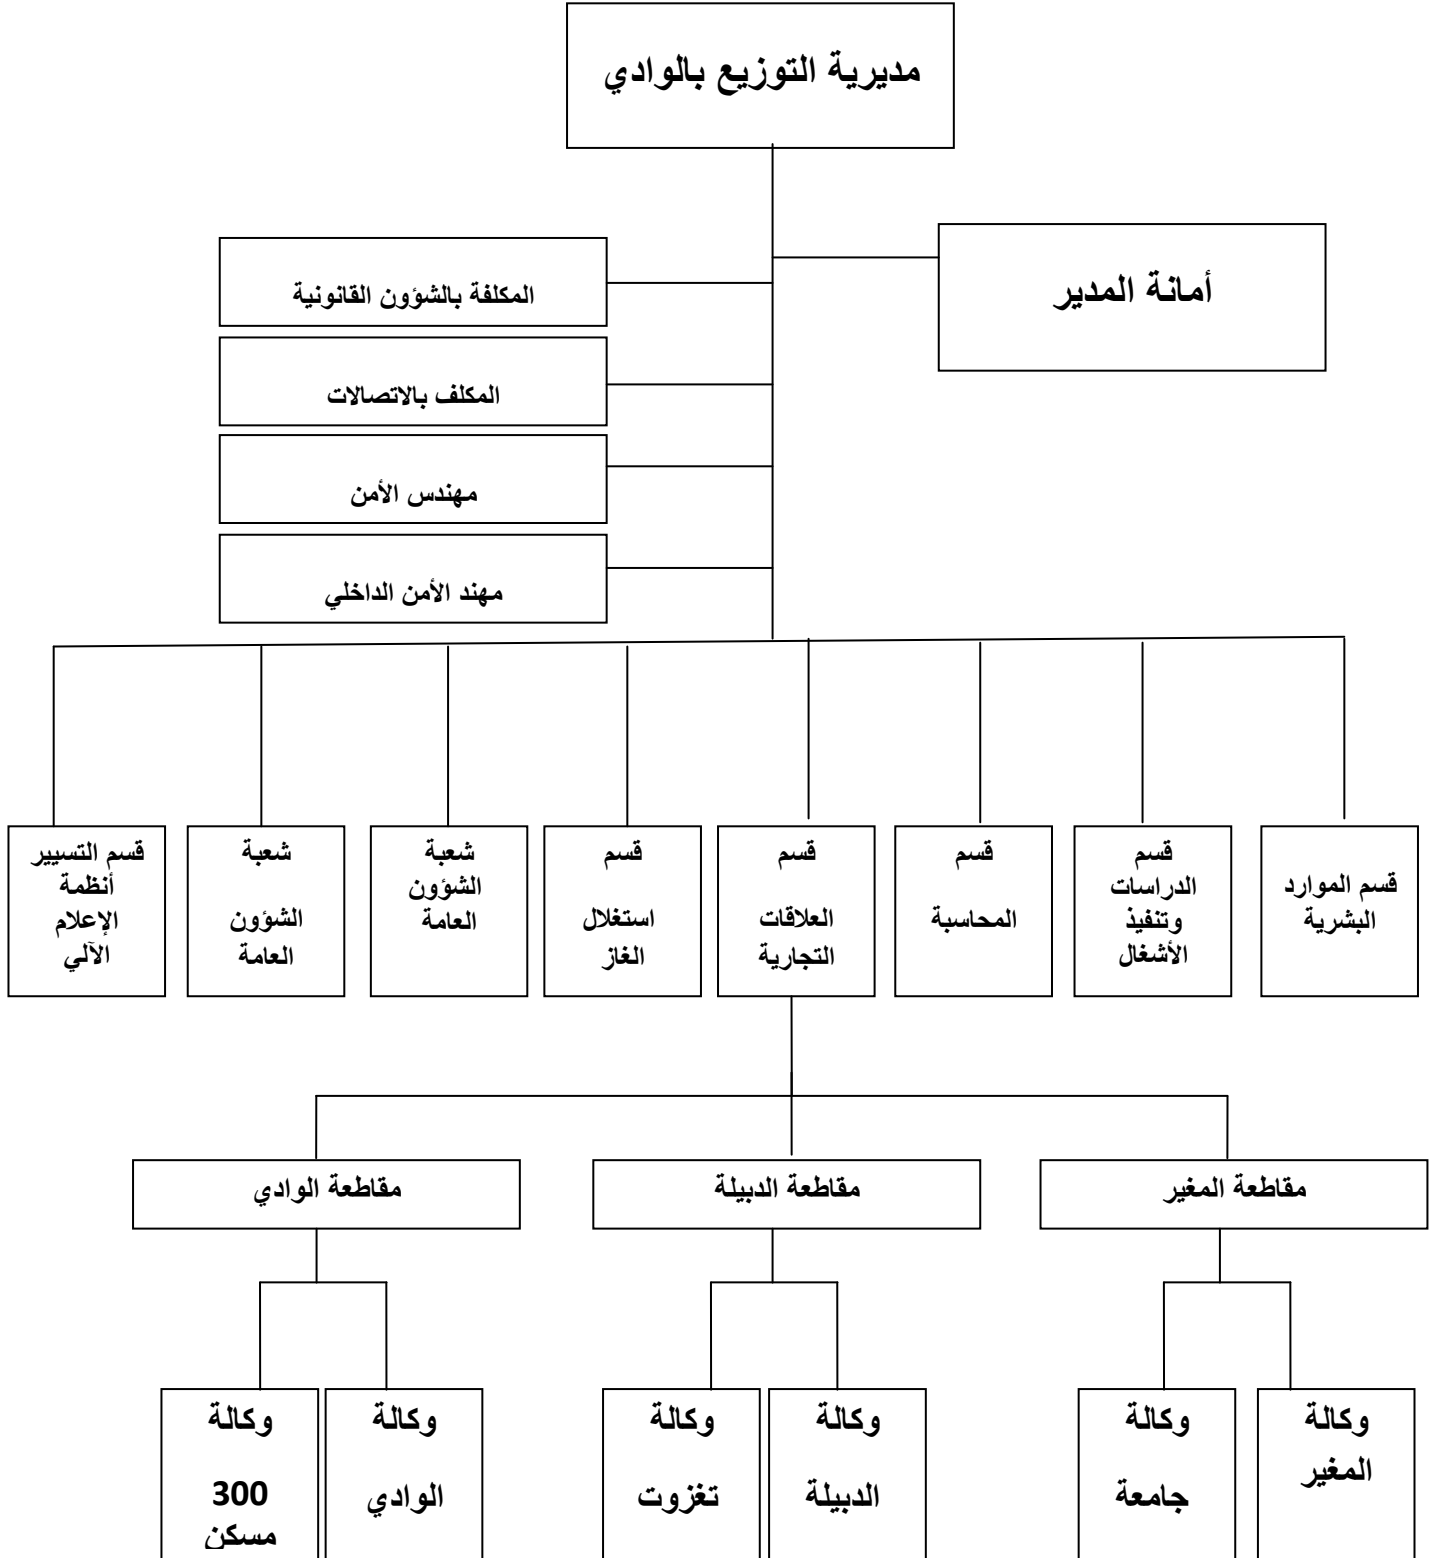 مديرية التوزيع بالوادي
أمانة المدير
المكلفة بالشؤون القانونية
المكلف بالاتصالات
مهندس الأمن
مهند الأمن الداخلي
قسم الموارد
البشرية
قسم
الدراسات
وتنفيذ
الأشغال
قسم
المحاسبة
قسم
العلاقات
التجارية
قسم
استغلال
الغاز
شعبة
الشؤون
العامة
شعبة
الشؤون
العامة
قسم التسيير
أنظمة
الإعلام
الآلي
مقاطعة المغير
مقاطعة الدبيلة
مقاطعة الوادي
وكالة
المغير
وكالة
جامعة
وكالة
الدبيلة
وكالة
تغزوت
وكالة
الوادي
وكالة
300
مسكن